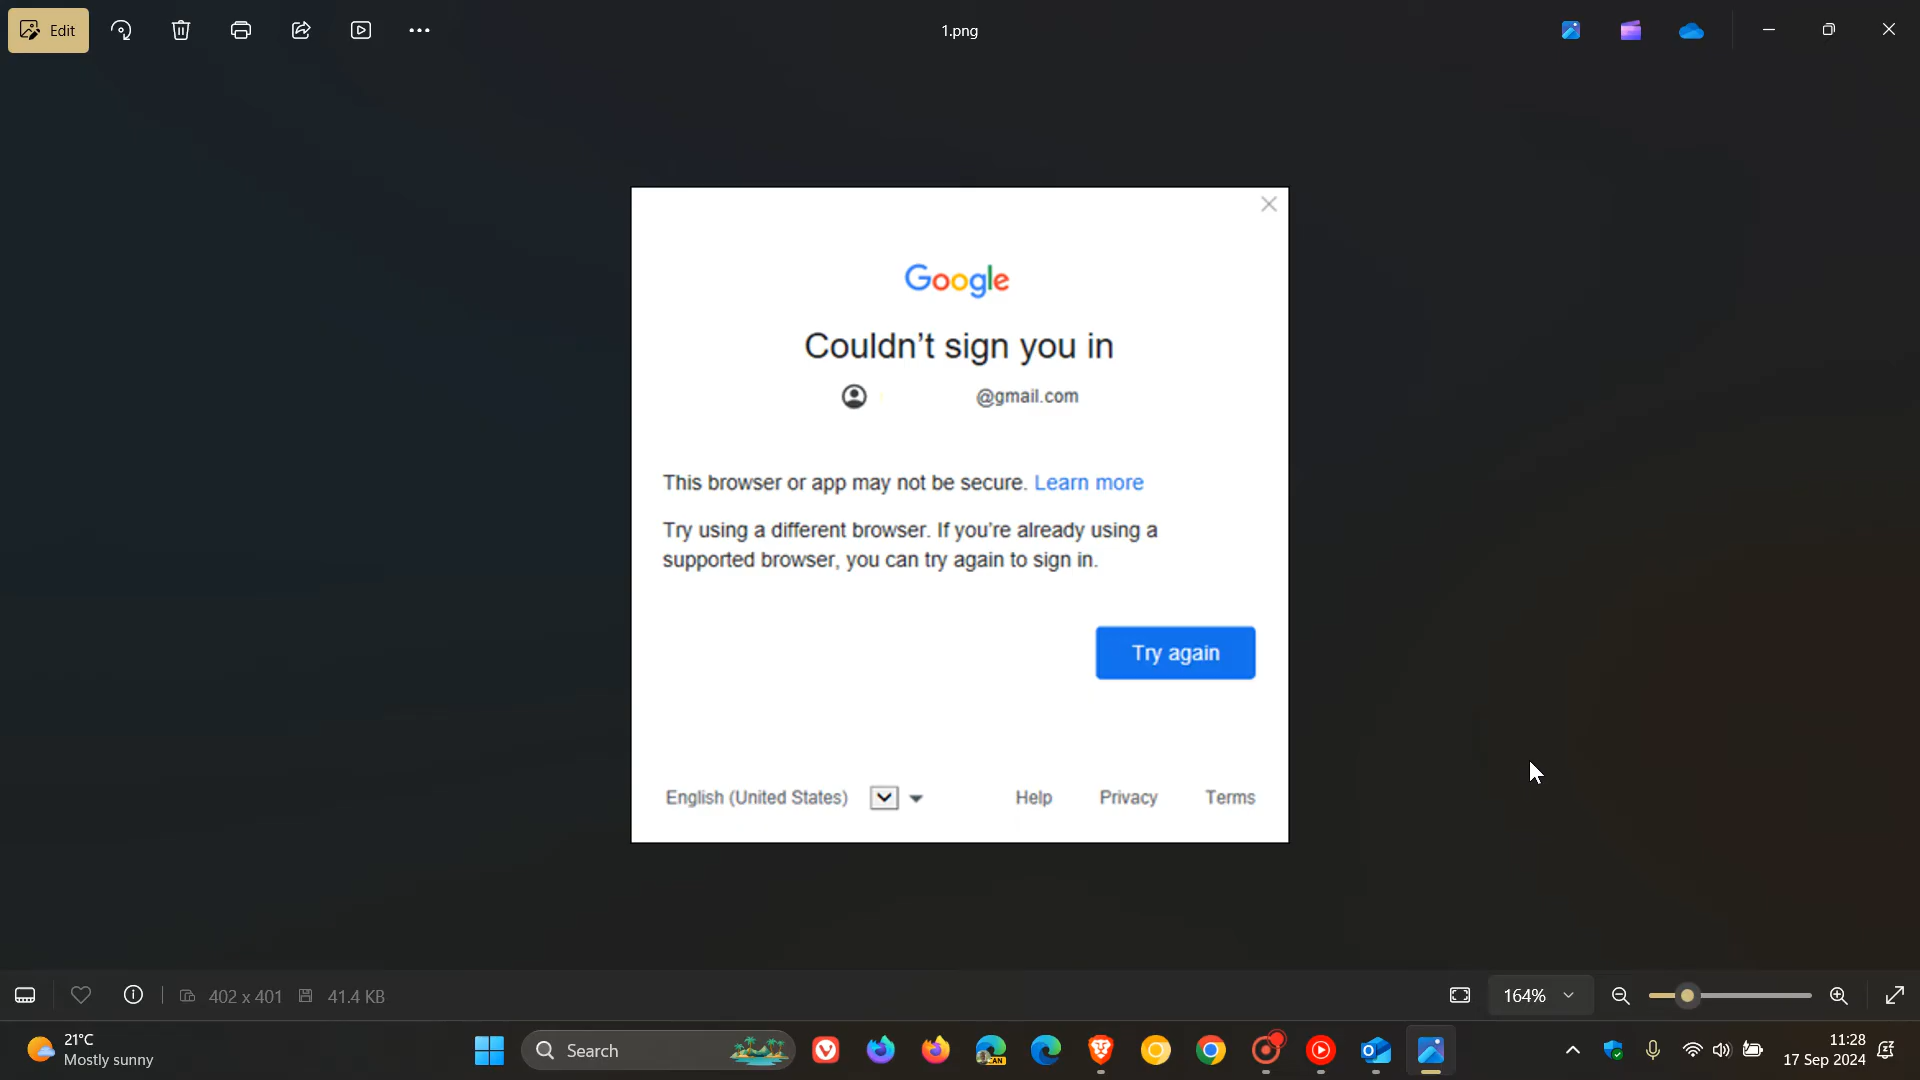 Edit
1.png
Google
Couldn't sign you in
@gmail.com
This browser or app may not be secure. Learn more
Try using a different browser. If you're already using a
supported browser, you can try again to sign in.
Try again
English (United States)
Help Privacy Terms
402 x 401 41.4 KB
164%
21°C
Mostly sunny
Search
CAN
11:28
17 Sep 2024